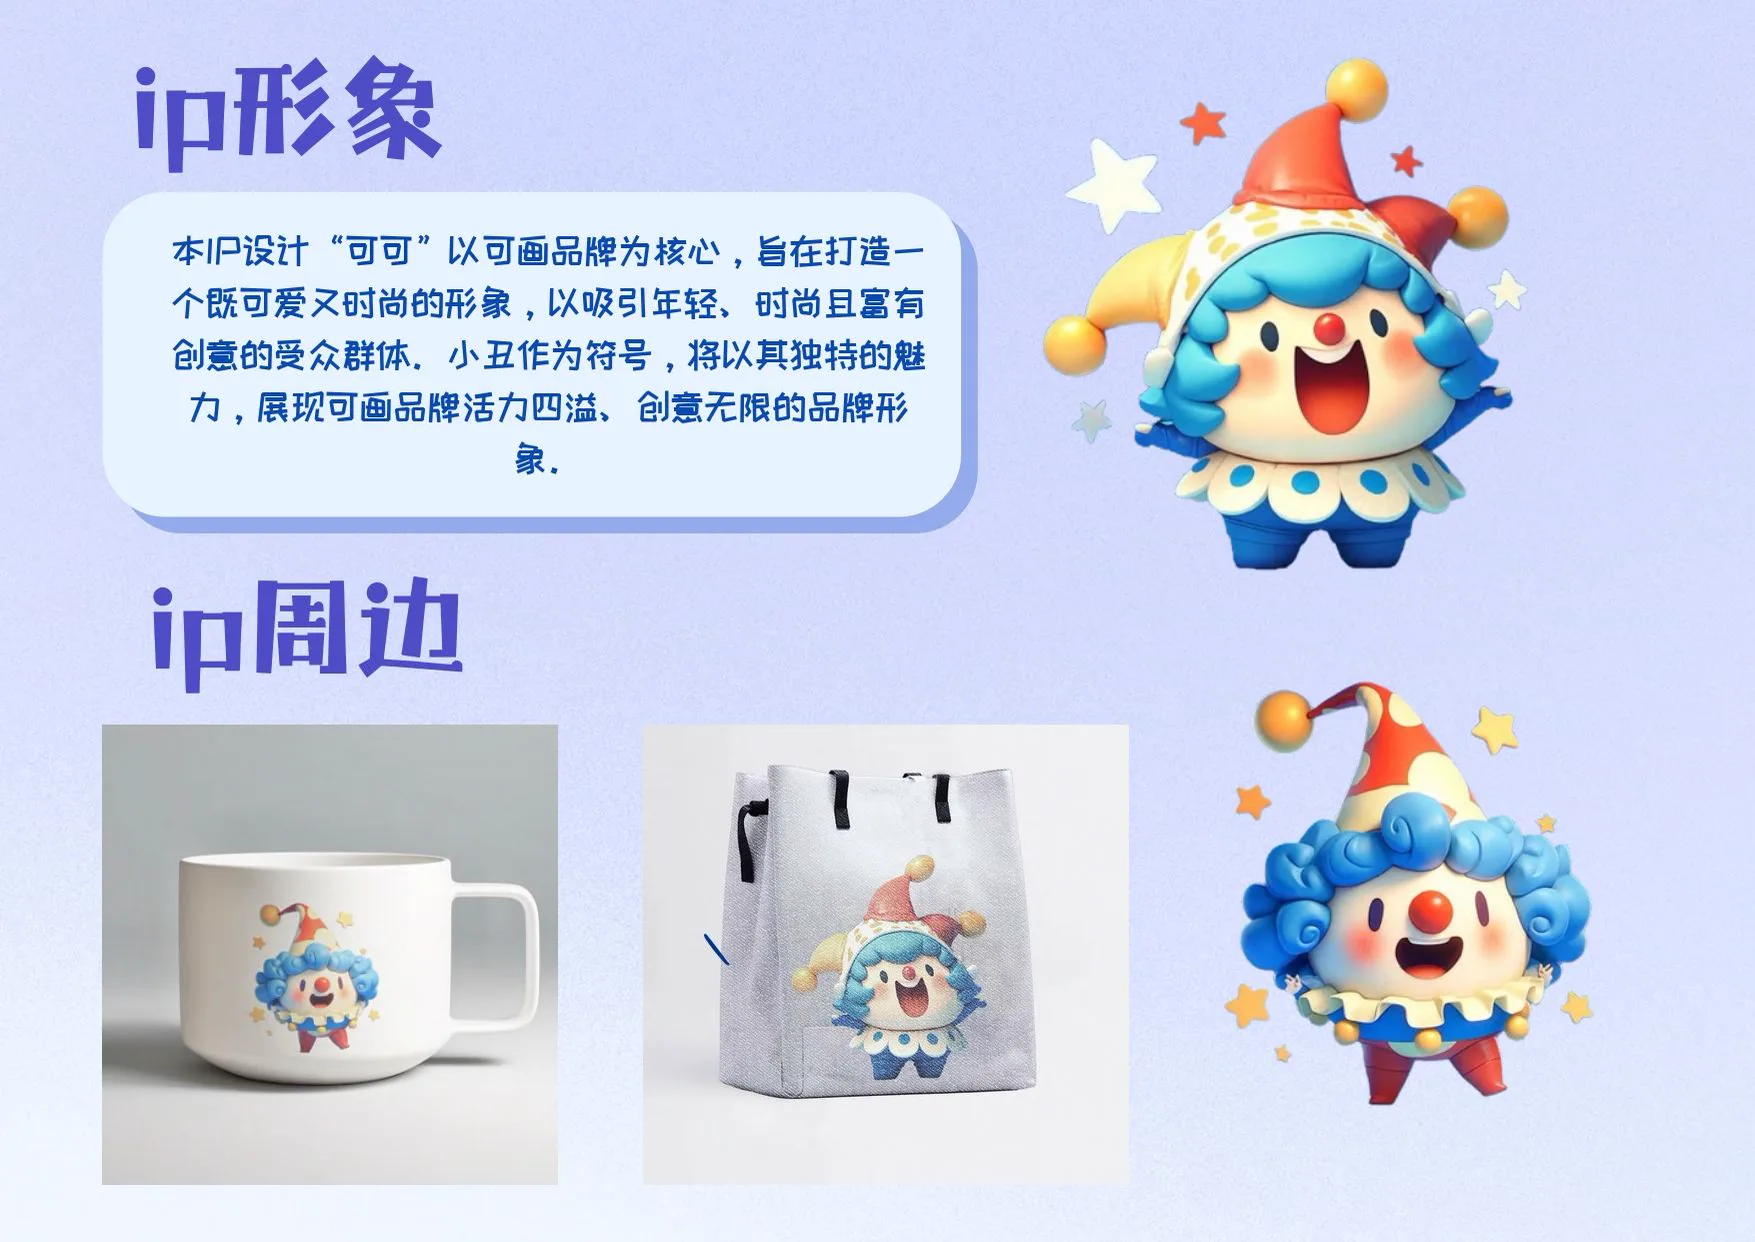 ip形象
本IP设计“可可”以可画品牌为核心，旨在打造一
个既可爱又时尚的形象，以吸引年轻、时尚且富有
创意的受众群体。小丑作为符号，将以其独特的魅
力，展现可画品牌活力四溢、创意无限的品牌形
象。
ip周边